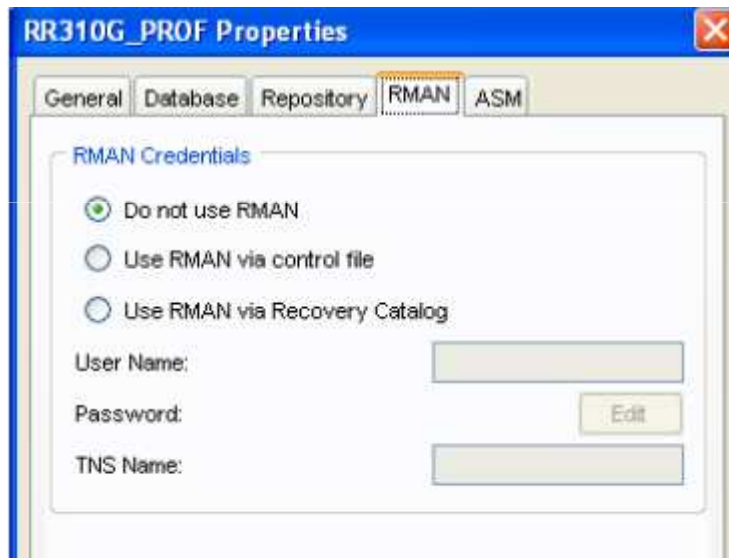 RR310G_PROF Properties
General Database Repository RMAN ASM
RMAN Credentials
Do not use RMAN
Use RMAN via control file
Use RMAN via Recovery Catalog
User Name:
Password: Edit
TNS Name: